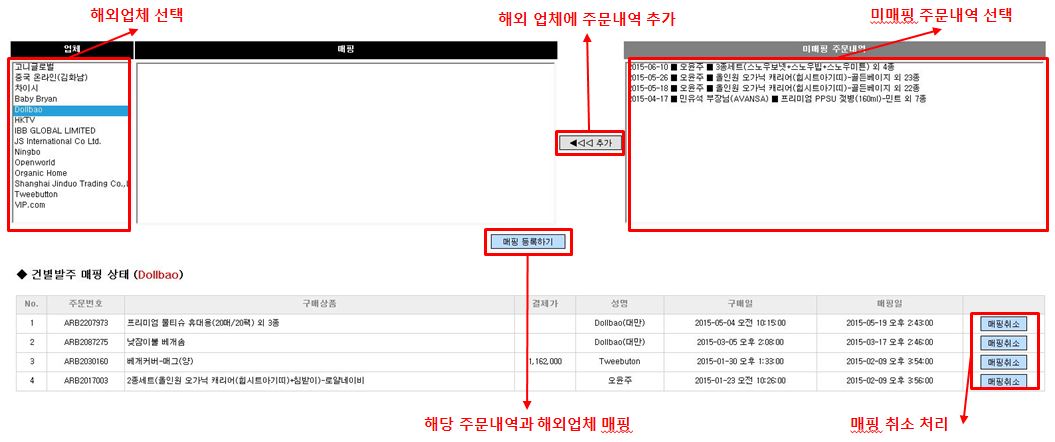 해외업체 선택
해외 업체에 주문내역 추가
미매핑 주문내역 선택
업체
매핑
미매핑 주문내역
고니글로벌
중국 온라인(김화남)
차이시
Baby Bryan
Dollbao
HKTV
IBB GLOBAL LIMITED
JS International Co Ltd.
Ningbo
Openworld
Organic Home
Shanghai Jinduo Trading Co.,L
Tweebutton
VIP.com
◀◁◁ 추가
2015-06-10 ■ 오윤주 ■ 3종세트(스노우보넷+스노우빕+스노우미튼) 외 4종
2015-05-26 ■ 오윤주 ■ 올인원 오가닉 캐리어(힙시트아기띠)-골든베이지 외 23종
2015-05-18 ■ 오윤주 ■ 올인원 오가닉 캐리어(힙시트아기띠)-골든베이지 외 22종
2015-04-17 ■ 민유석 부장님(AVANSA) ■ 프리미엄 PPSU 젖병(160ml)-민트 외 7종
매핑 등록하기
◆ 건별발주 매핑 상태 (Dollbao)
No. 주문번호 구매상품 결제가 성명 구매일 매핑일
1 ARB2207973 프리미엄 물티슈 휴대용(20매/20팩) 외 3종 Dollbao(대만) 2015-05-04 오전 10:15:00 2015-05-19 오후 2:43:00 매핑취소
2 ARB2087275 낮잠이불 베개솜 Dollbao(대만) 2015-03-05 오후 2:08:00 2015-03-17 오후 2:46:00 매핑취소
3 ARB2030160 베개커버-매그(양) 1,162,000 Tweebuton 2015-01-30 오후 1:33:00 2015-02-09 오후 3:54:00 매핑취소
4 ARB2017003 2종세트(올인원 오가닉 캐리어(힙시트아기띠)+침받이)-로얄네이비 오윤주 2015-01-23 오전 10:26:00 2015-02-09 오후 3:56:00 매핑취소
해당 주문내역과 해외업체 매핑
매핑 취소 처리